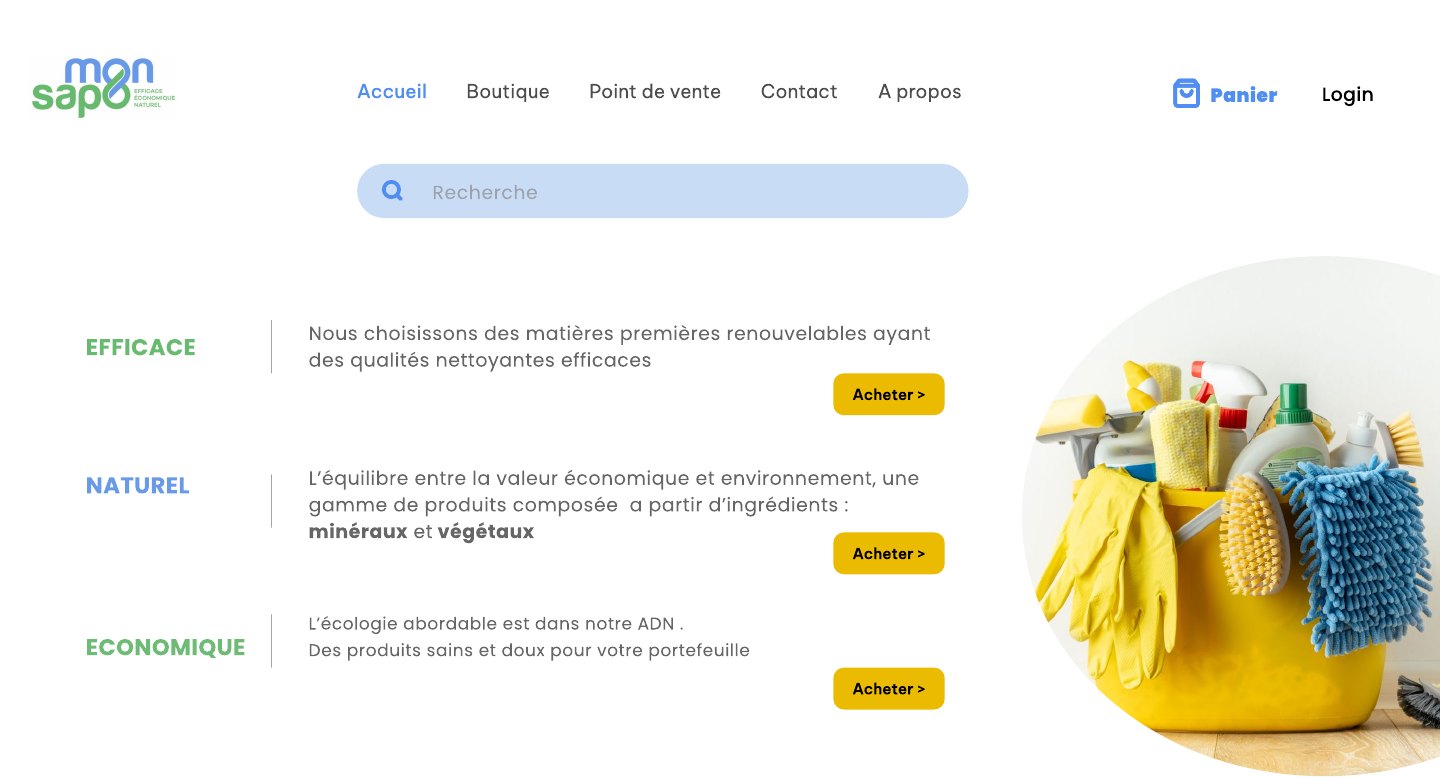 mon
sapo
EFFICACE
ÉCONOMIQUE
NATUREL
Accueil Boutique Point de vente Contact A propos
Panier Login
Recherche
EFFICACE
Nous choisissons des matières premières renouvelables ayant
des qualités nettoyantes efficaces
Acheter >
NATUREL
L’équilibre entre la valeur économique et environnement, une
gamme de produits composée  a partir d’ingrédients :
minéraux et végétaux
Acheter >
ECONOMIQUE
L’écologie abordable est dans notre ADN .
Des produits sains et doux pour votre portefeuille
Acheter >